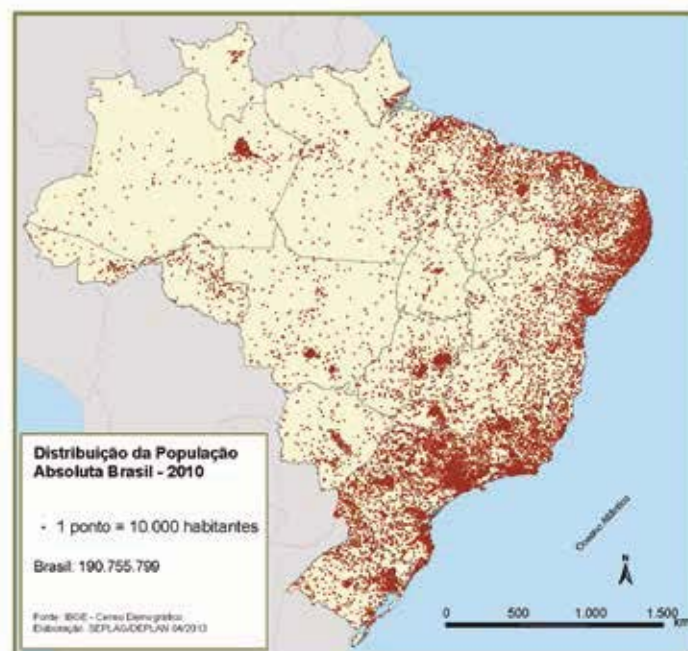 Distribuição da População
Absoluta Brasil - 2010
1 ponto = 10.000 habitantes
Brasil: 190.755.799
Fonte: IBGE - Censo Demográfico
Elaboração: SEPLAG/DEPLAN 04/2013
Oceano Atlântico
N
0 500 1.000 1.500
km